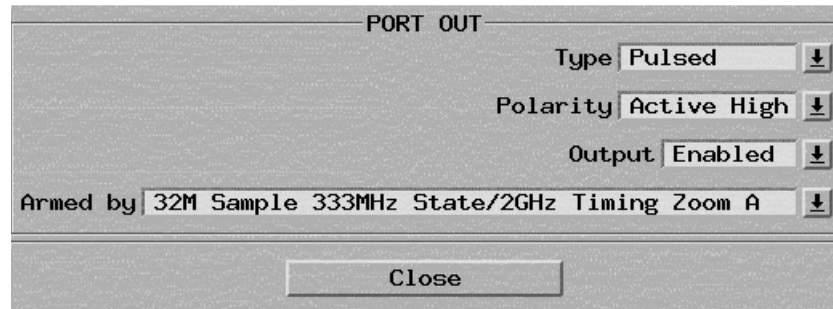 PORT OUT
Type Pulsed
Polarity Active High
Output Enabled
Armed by 32M Sample 333MHz State/2GHz Timing Zoom A
Close